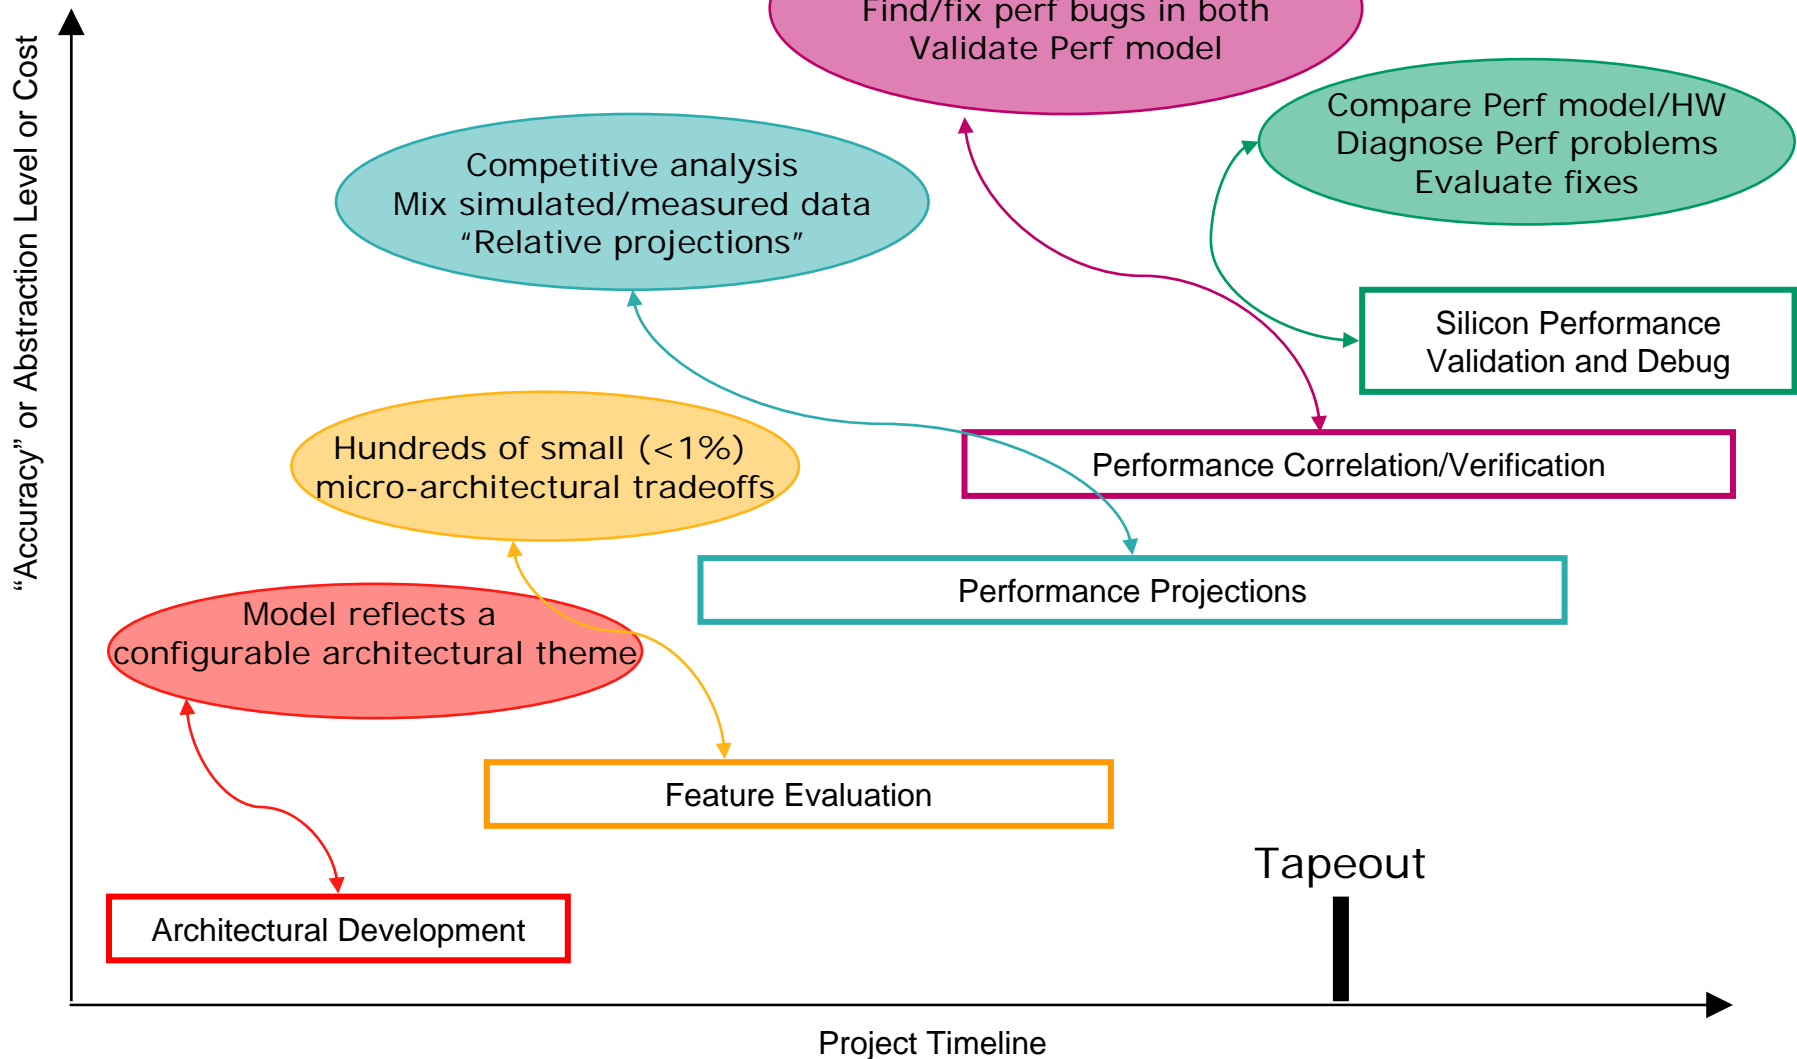 Find/fix perf bugs in both
Validate Perf model
Compare Perf model/HW
Diagnose Perf problems
Evaluate fixes
Competitive analysis
Mix simulated/measured data
“Relative projections”
Silicon Performance
Validation and Debug
Hundreds of small (<1%)
micro-architectural tradeoffs
Performance Correlation/Verification
Performance Projections
Model reflects a
configurable architectural theme
Feature Evaluation
Tapeout
Architectural Development
Project Timeline
“Accuracy” or Abstraction Level or Cost